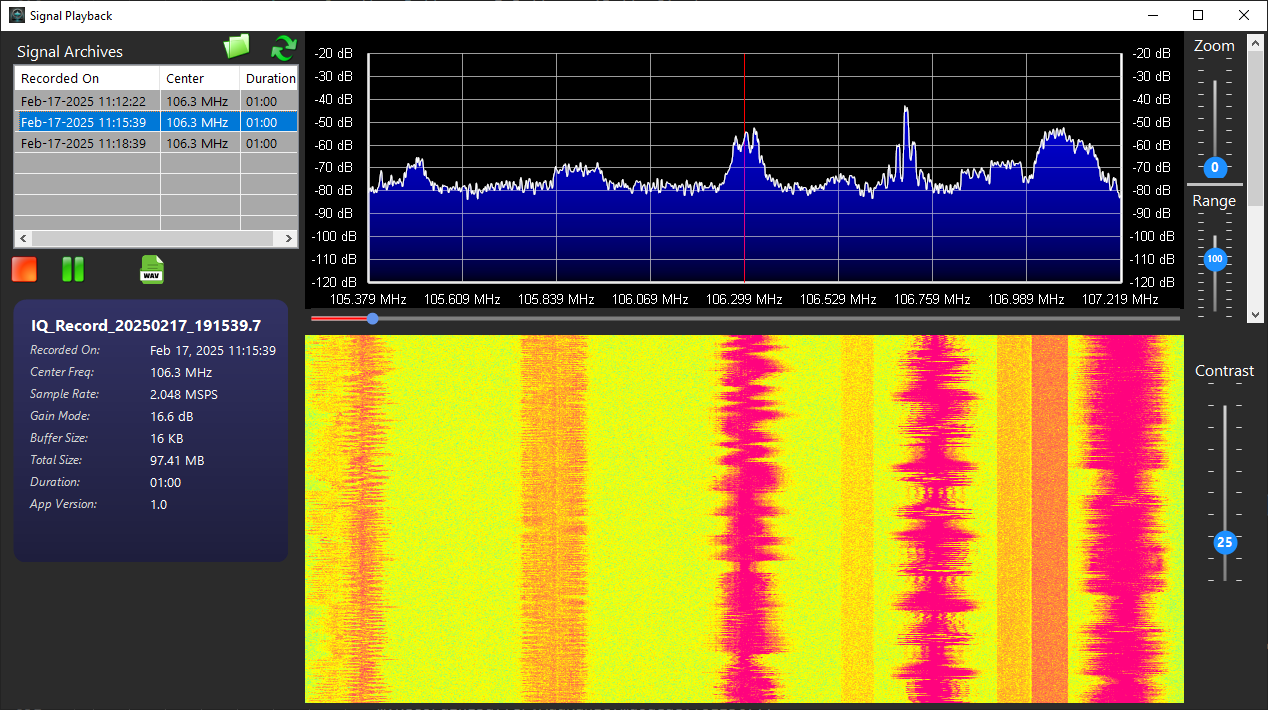 Signal Playback
Signal Archives
Recorded On Center Duration
Feb-17-2025 11:12:22 106.3 MHz 01:00
Feb-17-2025 11:15:39 106.3 MHz 01:00
Feb-17-2025 11:18:39 106.3 MHz 01:00
WAV
IQ_Record_20250217_191539.7
Recorded On: Feb 17, 2025 11:15:39
Center Freq: 106.3 MHz
Sample Rate: 2.048 MSPS
Gain Mode: 16.6 dB
Buffer Size: 16 KB
Total Size: 97.41 MB
Duration: 01:00
App Version: 1.0
-20 dB -20 dB
-30 dB -30 dB
-40 dB -40 dB
-50 dB -50 dB
-60 dB -60 dB
-70 dB -70 dB
-80 dB -80 dB
-90 dB -90 dB
-100 dB -100 dB
-110 dB -110 dB
-120 dB -120 dB
105.379 MHz 105.609 MHz 105.839 MHz 106.069 MHz 106.299 MHz 106.529 MHz 106.759 MHz 106.989 MHz 107.219 MHz
Zoom
0
Range
100
Contrast
25